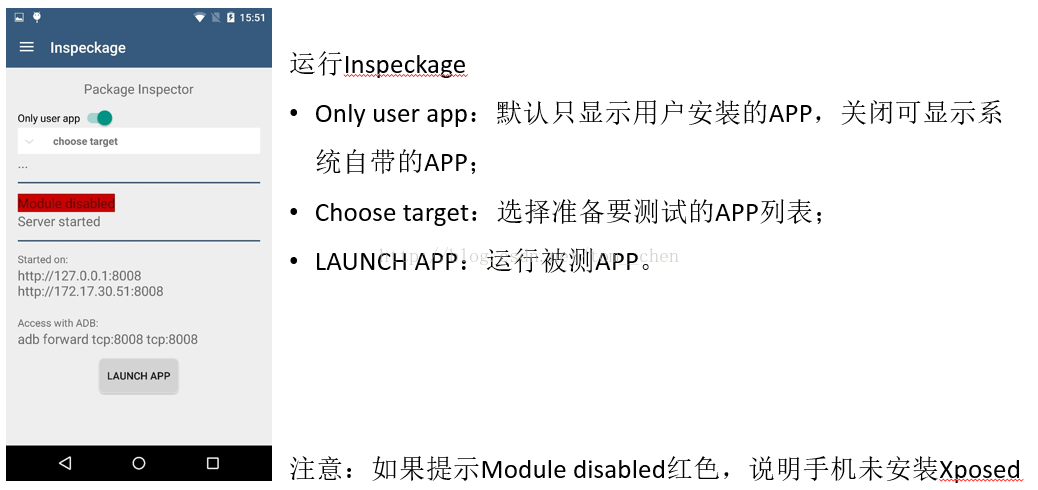 15:51
Inspeckage
Package Inspector
Only user app
choose target
...
Module disabled
Server started
Started on:
http://127.0.0.1:8008
http://172.17.30.51:8008
Access with ADB:
adb forward tcp:8008 tcp:8008
LAUNCH APP
运行Inspeckage
• Only user app：默认只显示用户安装的APP，关闭可显示系
统自带的APP；
• Choose target：选择准备要测试的APP列表；
• LAUNCH APP：运行被测APP。
注意：如果提示Module disabled红色，说明手机未安装Xposed